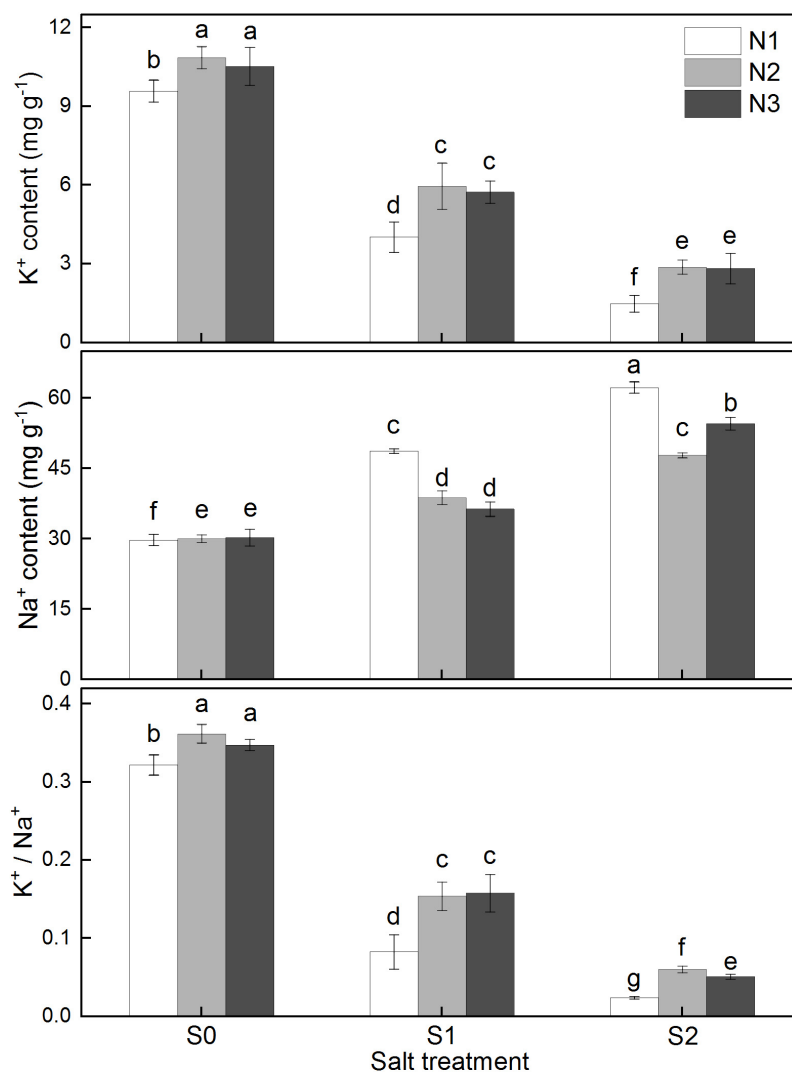 12
9
6
3
0
K⁺ content (mg g⁻¹)
b a a
d c c
f e e
N1
N2
N3
60
45
30
15
0
Na⁺ content (mg g⁻¹)
f e e
c d d
a c b
0.4
0.3
0.2
0.1
0.0
K⁺ / Na⁺
b a a
d c c
g f e
S0 S1 S2
Salt treatment